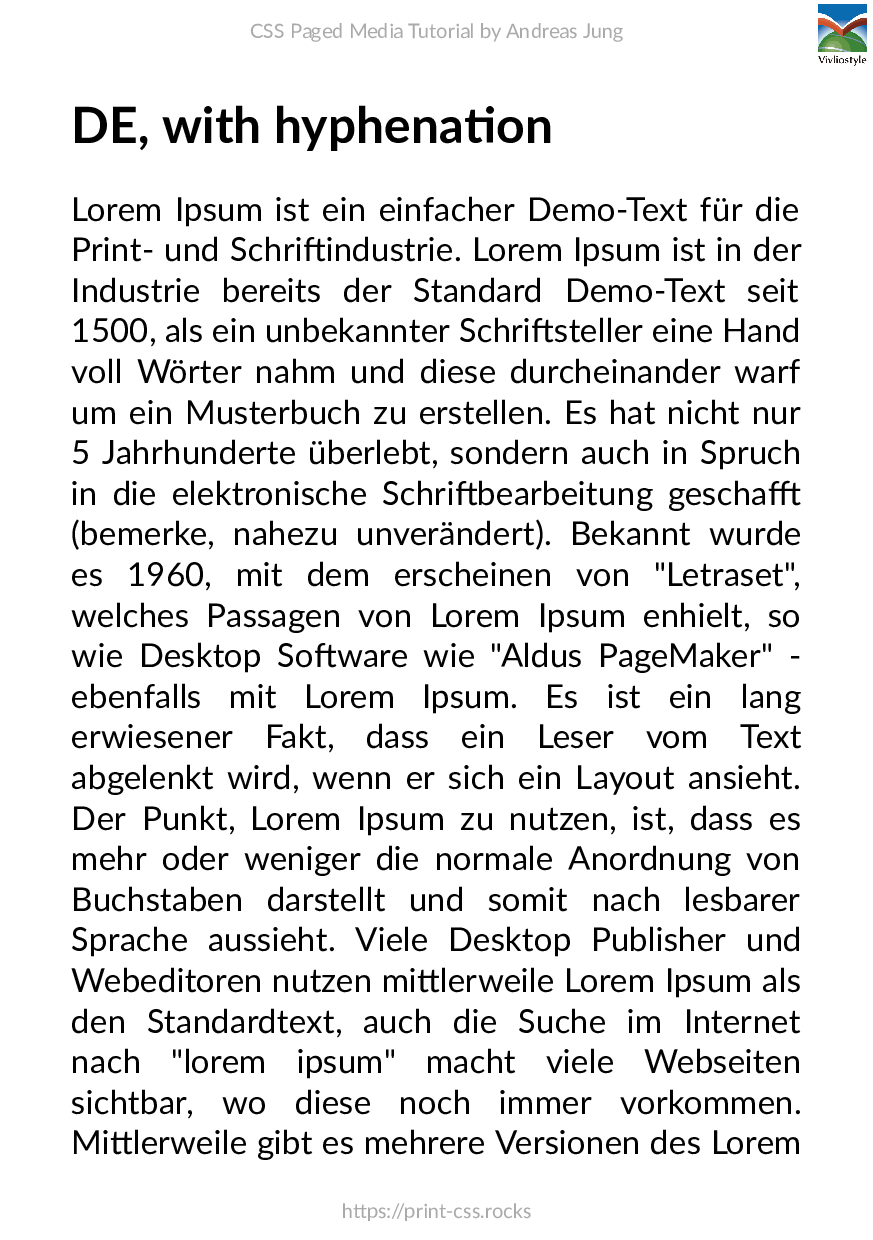 CSS Paged Media Tutorial by Andreas Jung
Vivliostyle
DE, with hyphenation
Lorem Ipsum ist ein einfacher Demo-Text für die
Print- und Schriftindustrie. Lorem Ipsum ist in der
Industrie bereits der Standard Demo-Text seit
1500, als ein unbekannter Schriftsteller eine Hand
voll Wörter nahm und diese durcheinander warf
um ein Musterbuch zu erstellen. Es hat nicht nur
5 Jahrhunderte überlebt, sondern auch in Spruch
in die elektronische Schriftbearbeitung geschafft
(bemerke, nahezu unverändert). Bekannt wurde
es 1960, mit dem erscheinen von "Letraset",
welches Passagen von Lorem Ipsum enhielt, so
wie Desktop Software wie "Aldus PageMaker" -
ebenfalls mit Lorem Ipsum. Es ist ein lang
erwiesener Fakt, dass ein Leser vom Text
abgelenkt wird, wenn er sich ein Layout ansieht.
Der Punkt, Lorem Ipsum zu nutzen, ist, dass es
mehr oder weniger die normale Anordnung von
Buchstaben darstellt und somit nach lesbarer
Sprache aussieht. Viele Desktop Publisher und
Webeditoren nutzen mittlerweile Lorem Ipsum als
den Standardtext, auch die Suche im Internet
nach "lorem ipsum" macht viele Webseiten
sichtbar, wo diese noch immer vorkommen.
Mittlerweile gibt es mehrere Versionen des Lorem
https://print-css.rocks